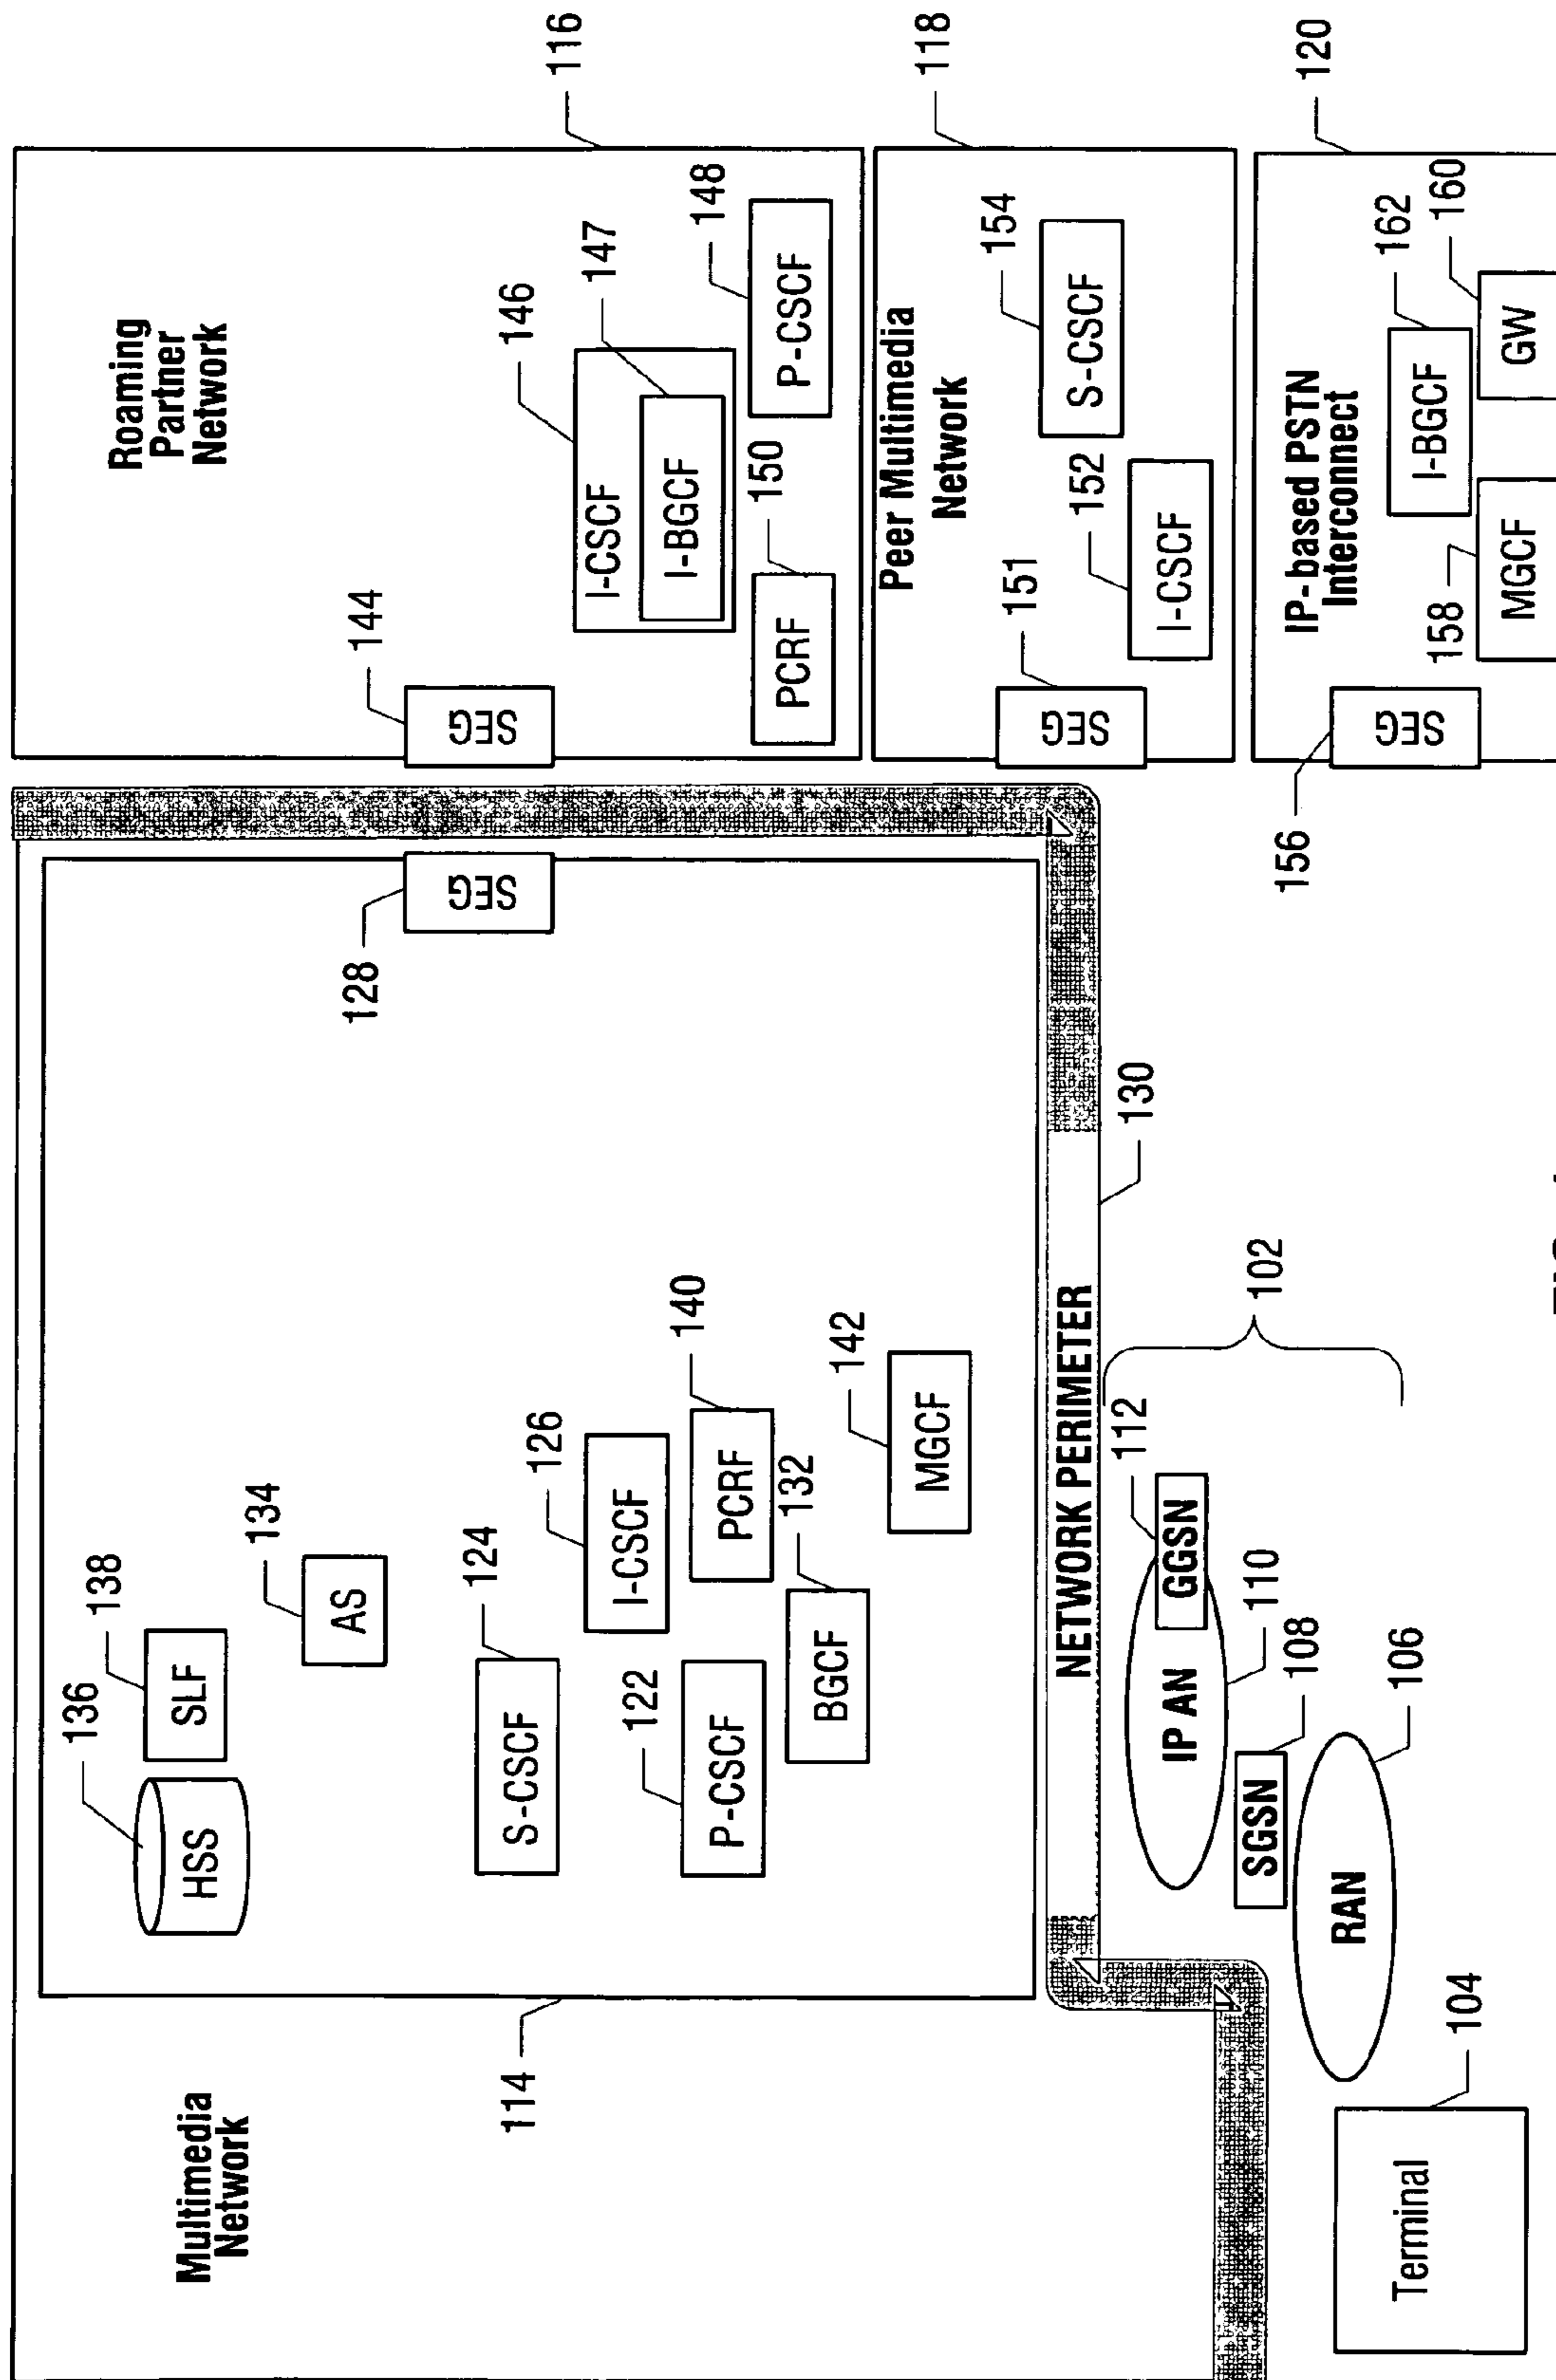 Multimedia
Network
114
136
HSS
138
SLF
134
AS
124
S-CSCF
126
I-CSCF
122
P-CSCF
140
PCRF
132
BGCF
142
MGCF
128
SEG
NETWORK PERIMETER
130
102
112
GGSN
IP AN
110
SGSN
108
RAN
106
Terminal
104
Roaming
Partner
Network
116
144
SEG
146
I-CSCF
147
I-BGCF
148
P-CSCF
150
PCRF
Peer Multimedia
Network
118
151
SEG
152
I-CSCF
154
S-CSCF
IP-based PSTN
Interconnect
120
156
SEG
158
MGCF
162
I-BGCF
160
GW